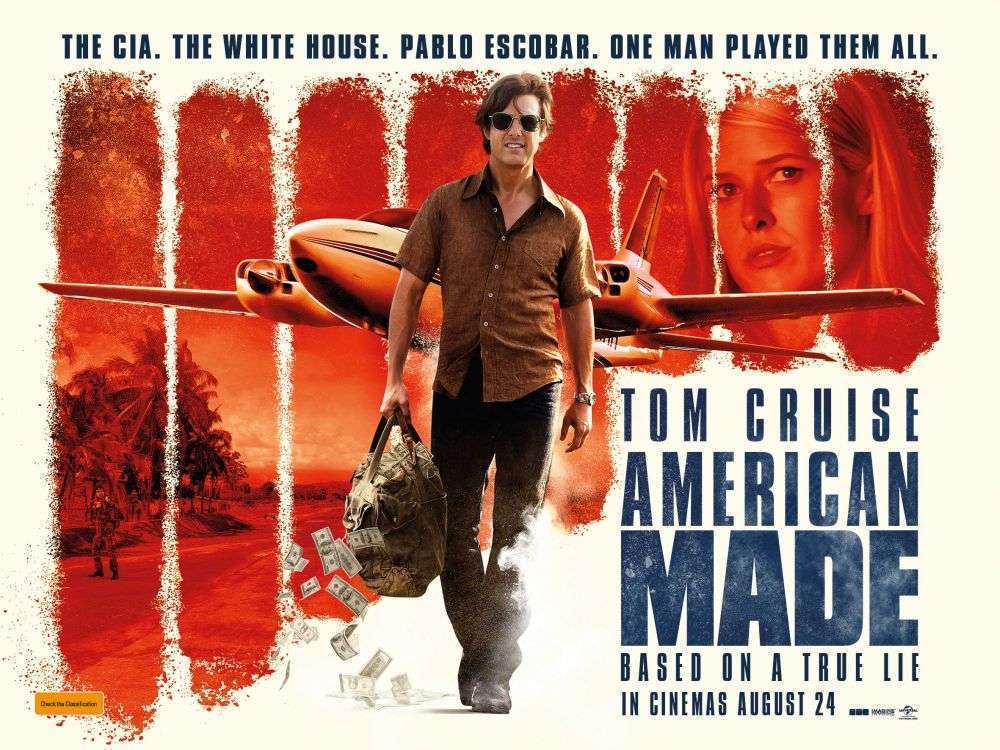 THE CIA. THE WHITE HOUSE. PABLO ESCOBAR. ONE MAN PLAYED THEM ALL.
TOM CRUISE
AMERICAN
MADE
BASED ON A TRUE LIE
IN CINEMAS AUGUST 24
Check the Classification